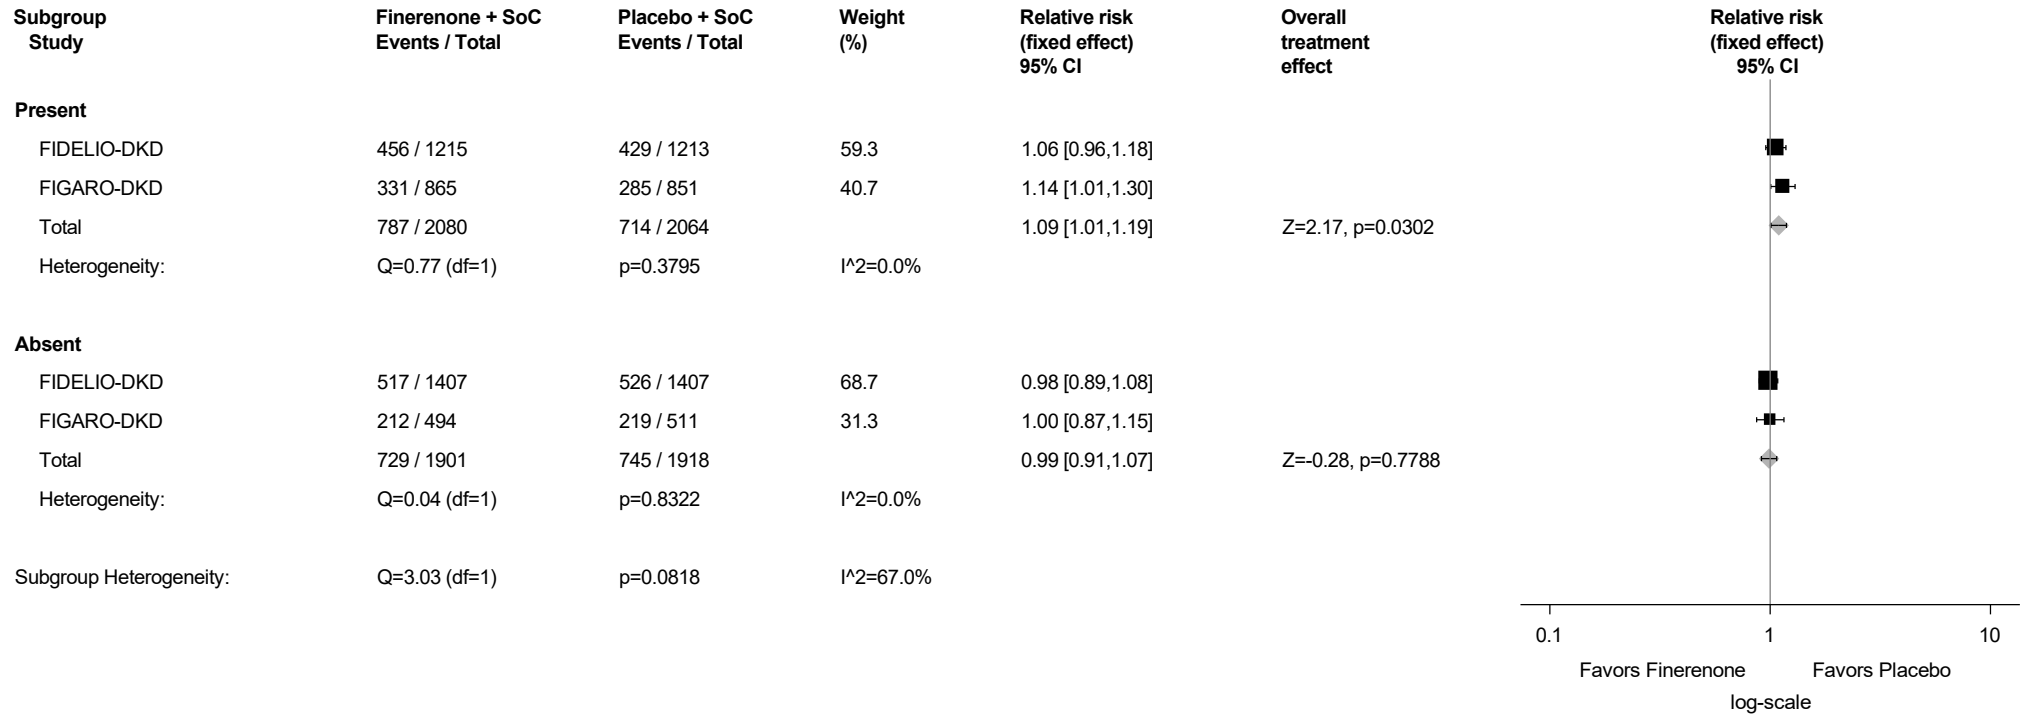 Subgroup Finerenone + SoC Placebo + SoC Weight Relative risk Overall Relative risk
Study Events / Total Events / Total (%) (fixed effect) treatment (fixed effect)
95% CI effect 95% CI
Present
FIDELIO-DKD 456 / 1215 429 / 1213 59.3 1.06 [0.96,1.18]
FIGARO-DKD 331 / 865 285 / 851 40.7 1.14 [1.01,1.30]
Total 787 / 2080 714 / 2064 1.09 [1.01,1.19] Z=2.17, p=0.0302
Heterogeneity: Q=0.77 (df=1) p=0.3795 I^2=0.0%
Absent
FIDELIO-DKD 517 / 1407 526 / 1407 68.7 0.98 [0.89,1.08]
FIGARO-DKD 212 / 494 219 / 511 31.3 1.00 [0.87,1.15]
Total 729 / 1901 745 / 1918 0.99 [0.91,1.07] Z=-0.28, p=0.7788
Heterogeneity: Q=0.04 (df=1) p=0.8322 I^2=0.0%
Subgroup Heterogeneity: Q=3.03 (df=1) p=0.0818 I^2=67.0%
0.1 1 10
Favors Finerenone Favors Placebo
log-scale